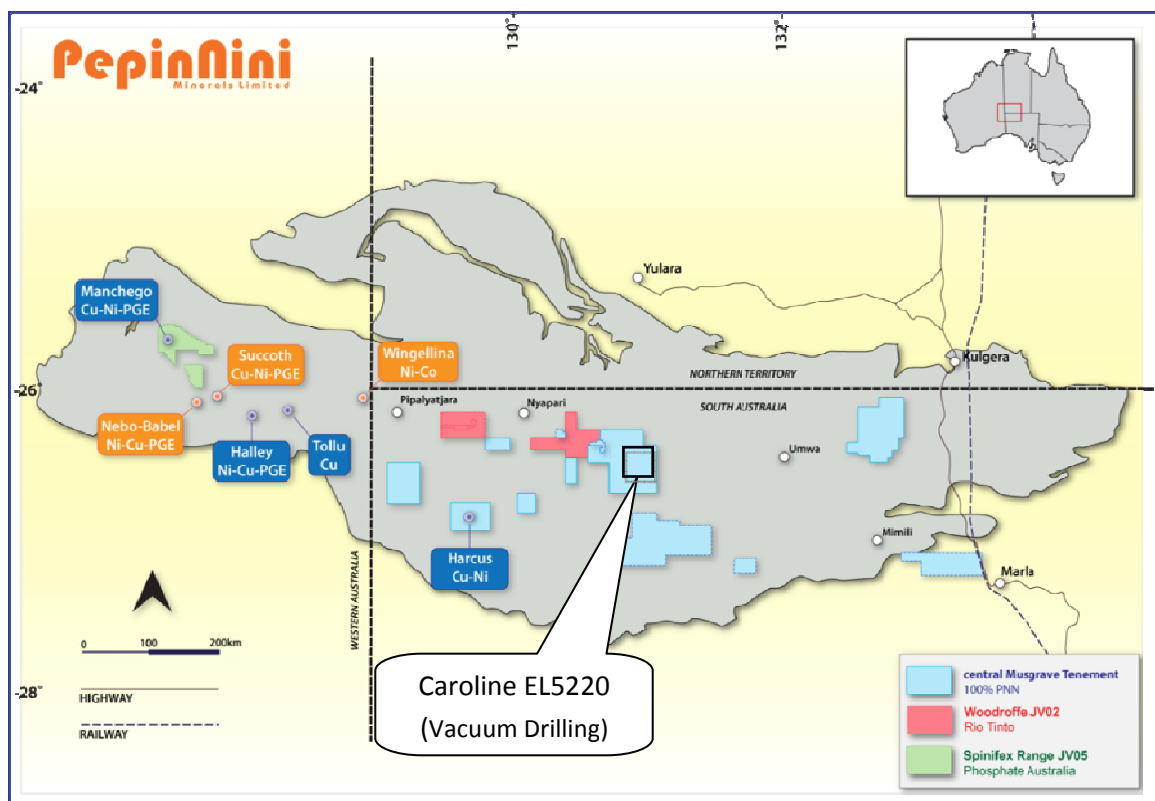 PepinNini
Minerals Limited
130°
132°
-24°
Yulara
Manchego
Cu-Ni-PGE
Succoth
Cu-Ni-PGE
Wingellina
Ni-Co
Kulgera
NORTHERN TERRITORY
-26°
SOUTH AUSTRALIA
Pipalyatjara
Nyapari
Nebo-Babel
Ni-Cu-PGE
Halley
Ni-Cu-PGE
Tollu
Cu
Umwa
Mimili
Harcus
Cu-Ni
Marla
WESTERN AUSTRALIA
0 100 200km
HIGHWAY
RAILWAY
-28°
Caroline EL5220
(Vacuum Drilling)
central Musgrave Tenement
100% PNN
Woodroffe JV02
Rio Tinto
Spinifex Range JV05
Phosphate Australia